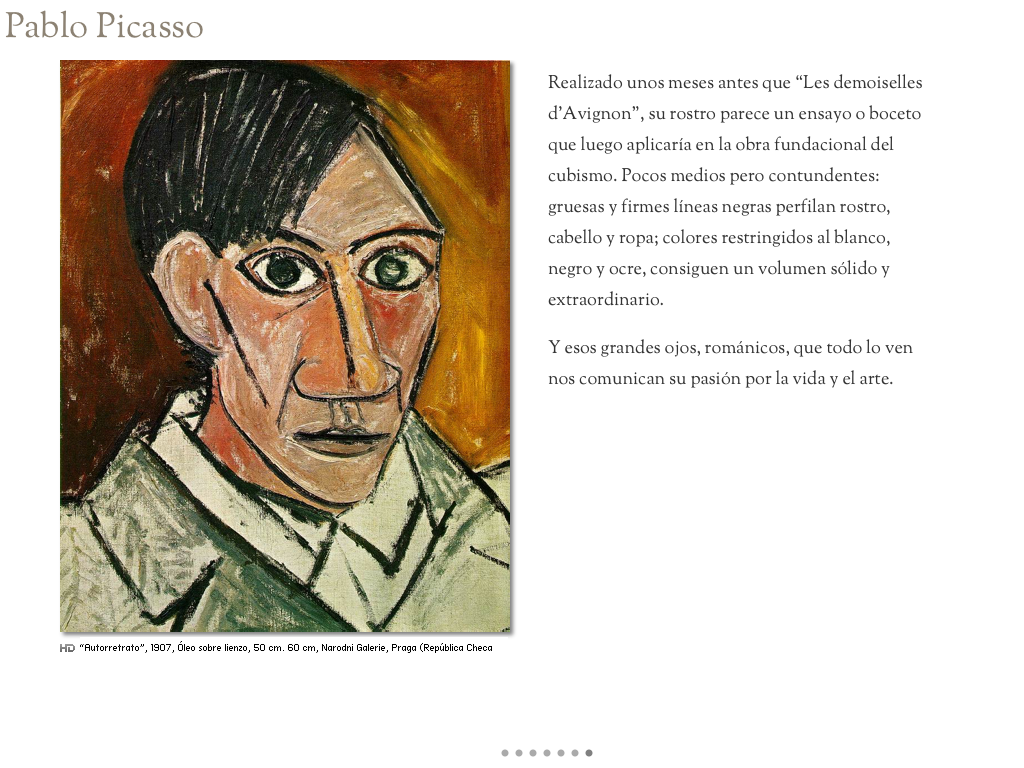 Pablo Picasso
Realizado unos meses antes que “Les demoiselles
d’Avignon”, su rostro parece un ensayo o boceto
que luego aplicaría en la obra fundacional del
cubismo. Pocos medios pero contundentes:
gruesas y firmes líneas negras perfilan rostro,
cabello y ropa; colores restringidos al blanco,
negro y ocre, consiguen un volumen sólido y
extraordinario.
Y esos grandes ojos, románicos, que todo lo ven
nos comunican su pasión por la vida y el arte.
HD “Autorretrato”, 1907, Óleo sobre lienzo, 50 cm. 60 cm, Narodni Galerie, Praga (República Checa